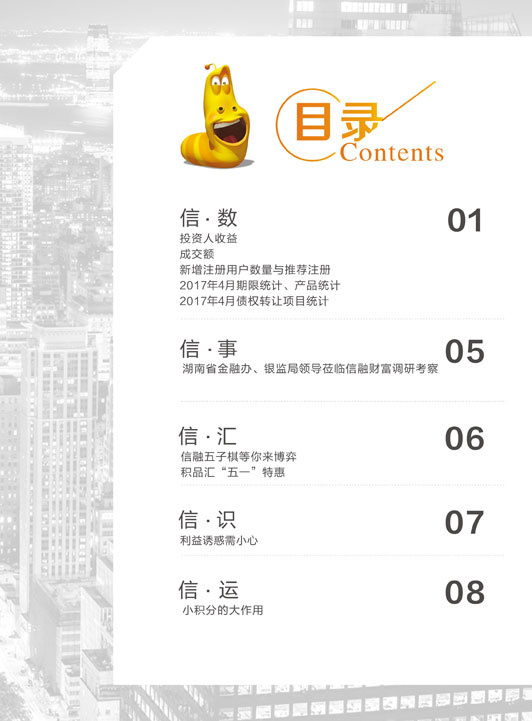 目录
Contents
信·数
01
投资人收益
成交额
新增注册用户数量与推荐注册
2017年4月期限统计、产品统计
2017年4月债权转让项目统计
信·事
05
湖南省金融办、银监局领导莅临信融财富调研考察
信·汇
06
信融五子棋等你来博弈
积品汇“五一”特惠
信·识
07
利益诱惑需小心
信·运
08
小积分的大作用